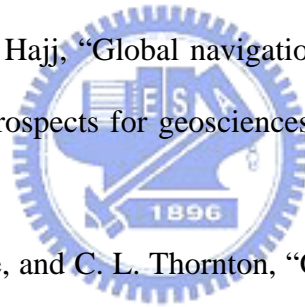 Hajj, “Global navigatio
rospects for geosciences
E S
1896
e, and C. L. Thornton, “